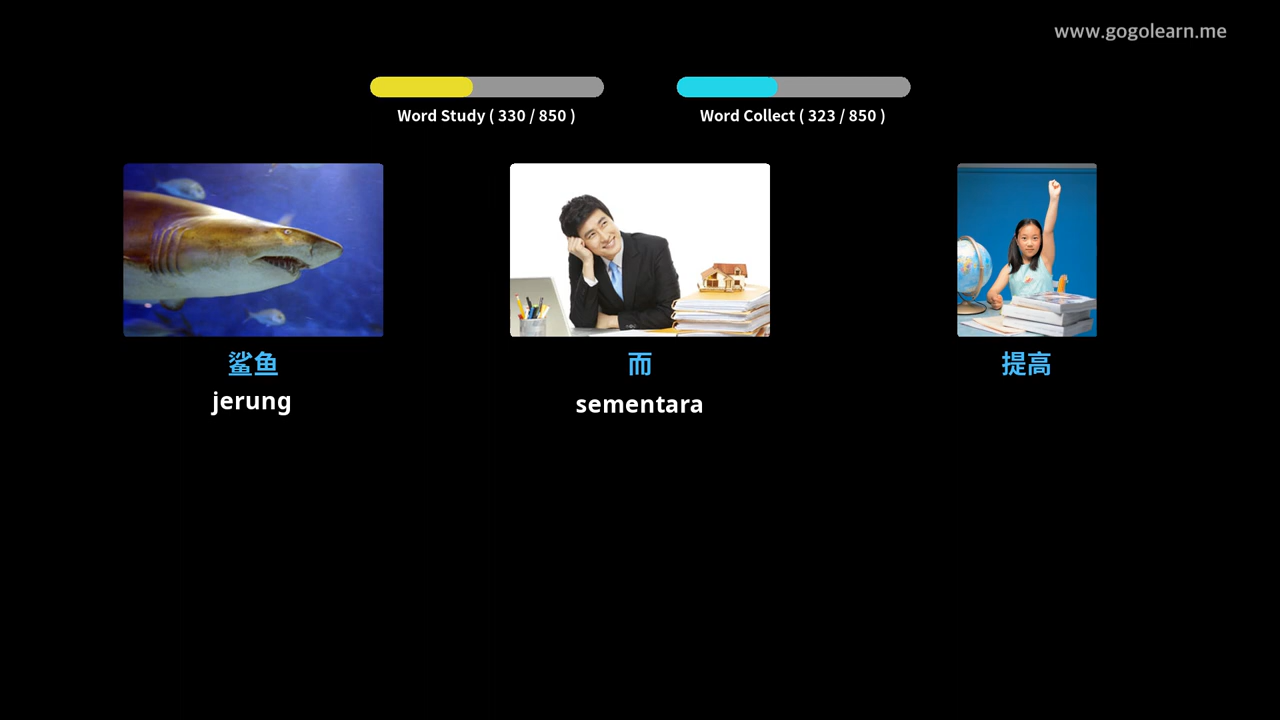 www.gogolearn.me
Word Study ( 330 / 850 )
Word Collect ( 323 / 850 )
鲨鱼
jerung
而
sementara
提高